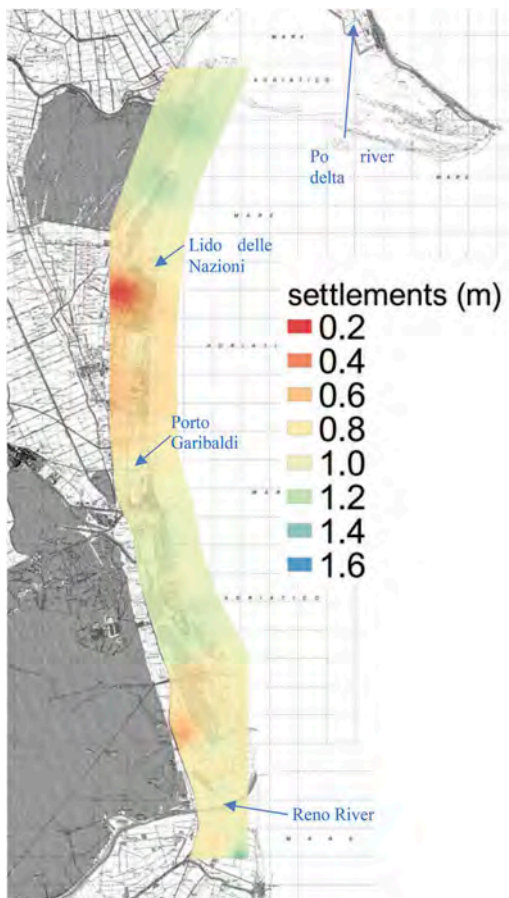 M A R E
A D R I A T I C O
Po river
delta
M A R E
M A R E
Lido delle
Nazioni
settlements (m)
0.2
0.4
0.6
0.8
1.0
1.2
1.4
1.6
Porto
Garibaldi
A D R I A T I C O
Reno River